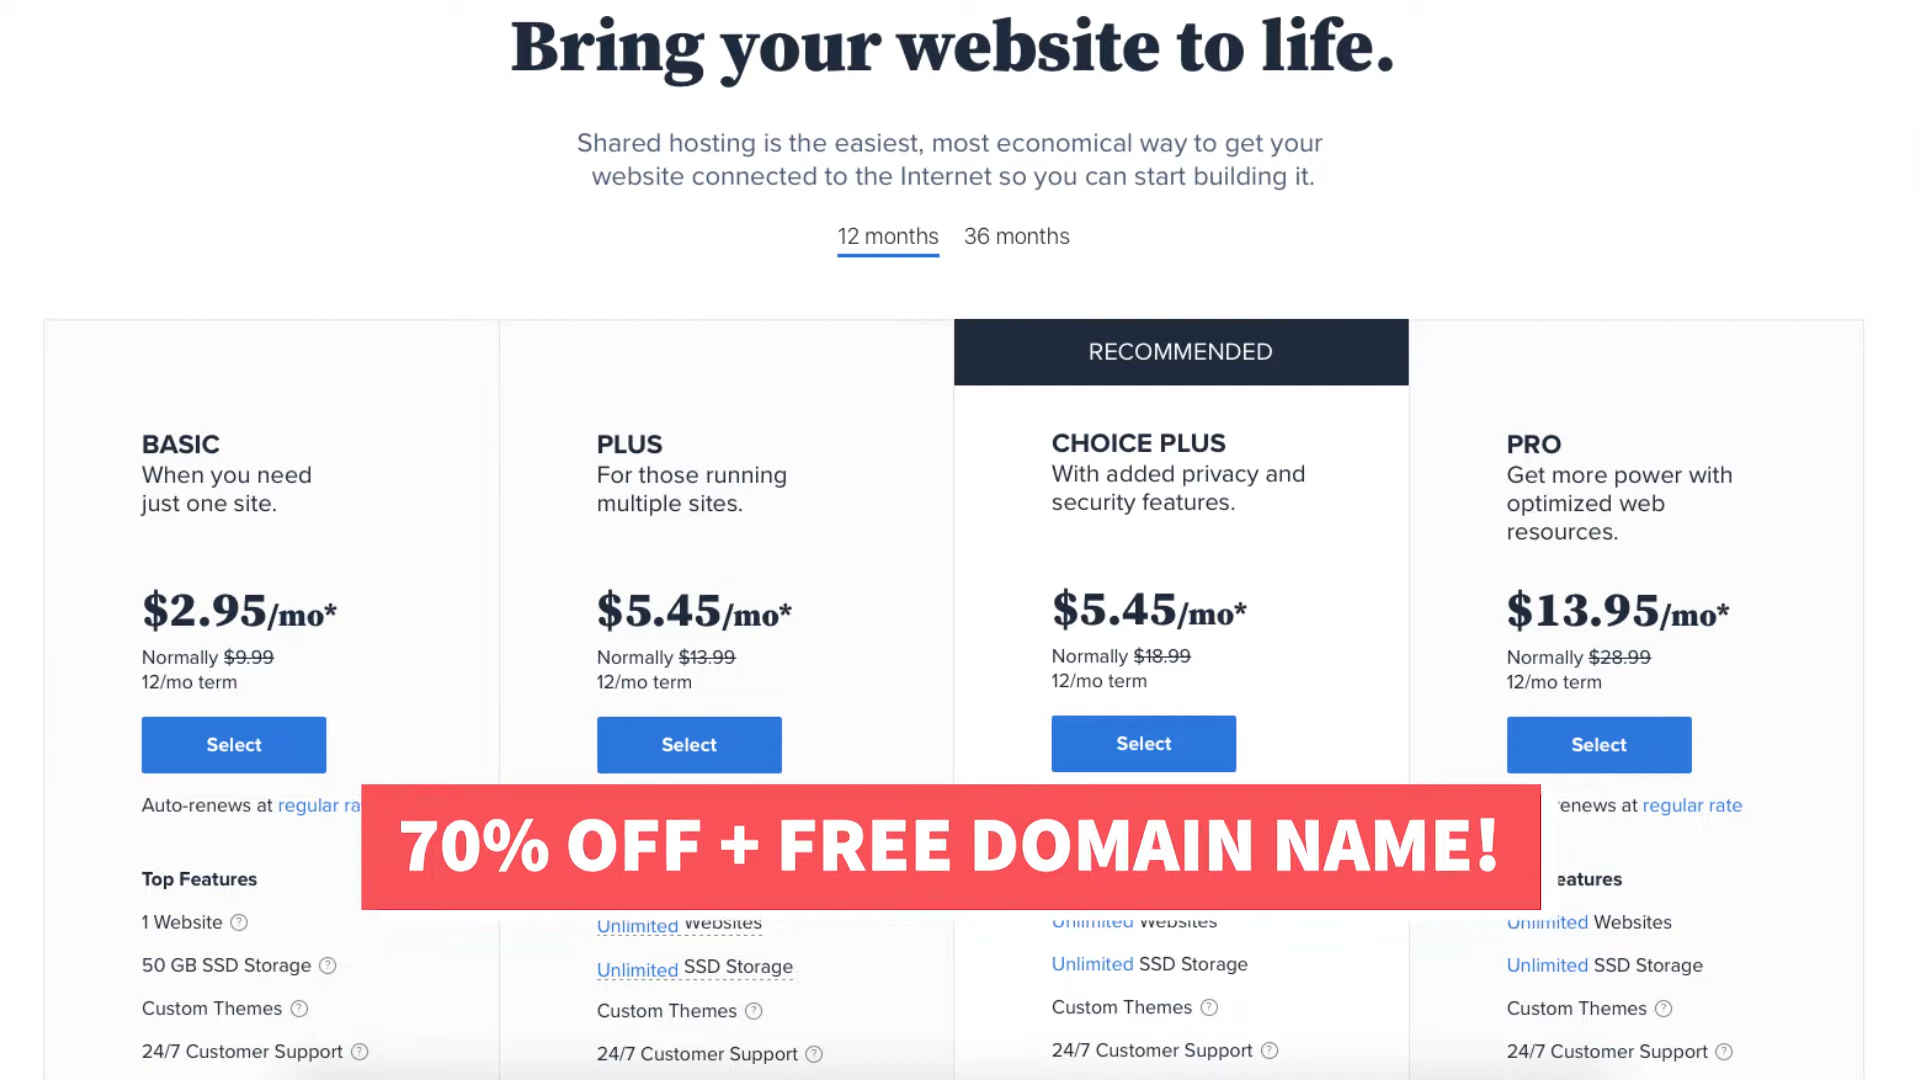 Bring your website to life.
Shared hosting is the easiest, most economical way to get your
website connected to the Internet so you can start building it.
12 months 36 months
BASIC
When you need
just one site.
$2.95/mo*
Normally $9.99
12/mo term
Select
Auto-renews at regular
Top Features
1 Website
50 GB SSD Storage
Custom Themes
24/7 Customer Support
PLUS
For those running
multiple sites.
$5.45/mo*
Normally $13.99
12/mo term
Select
Unlimited Websites
Unlimited SSD Storage
Custom Themes
24/7 Customer Support
RECOMMENDED
CHOICE PLUS
With added privacy and
security features.
$5.45/mo*
Normally $18.99
12/mo term
Select
Unlimited Websites
Unlimited SSD Storage
Custom Themes
24/7 Customer Support
PRO
Get more power with
optimized web
resources.
$13.95/mo*
Normally $28.99
12/mo term
Select
at regular rate
Unlimited Websites
Unlimited SSD Storage
Custom Themes
24/7 Customer Support
70% OFF + FREE DOMAIN NAME!